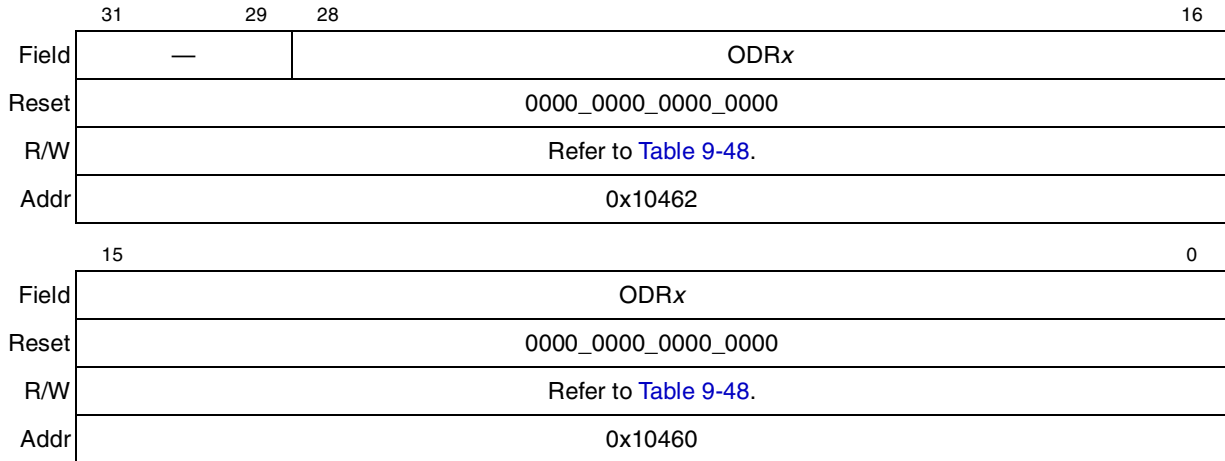 31 29 28 16
Field — ODRx
Reset 0000_0000_0000_0000
R/W Refer to Table 9-48.
Addr 0x10462
15 0
Field ODRx
Reset 0000_0000_0000_0000
R/W Refer to Table 9-48.
Addr 0x10460